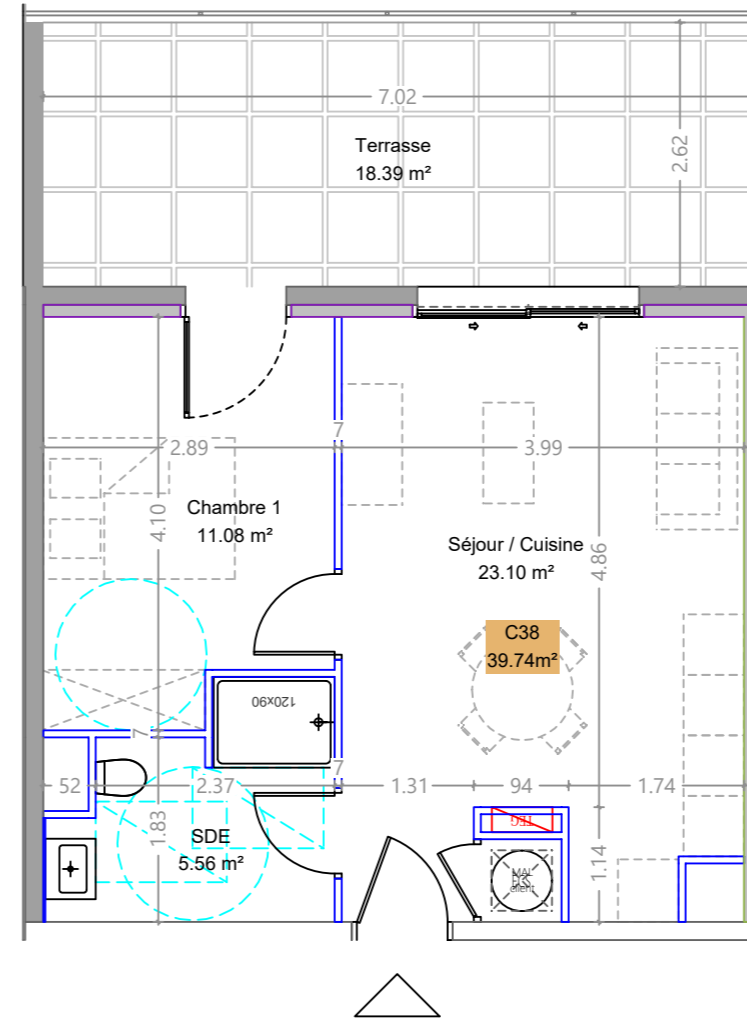 7.02
Terrasse
18.39 m²
2.62
7
2.89
3.99
Chambre 1
11.08 m²
4.10
Séjour / Cuisine
23.10 m²
4.86
C38
39.74m²
120x90
7
7
52
2.37
1.31
94
1.74
1.83
SDE
5.56 m²
1.14
client